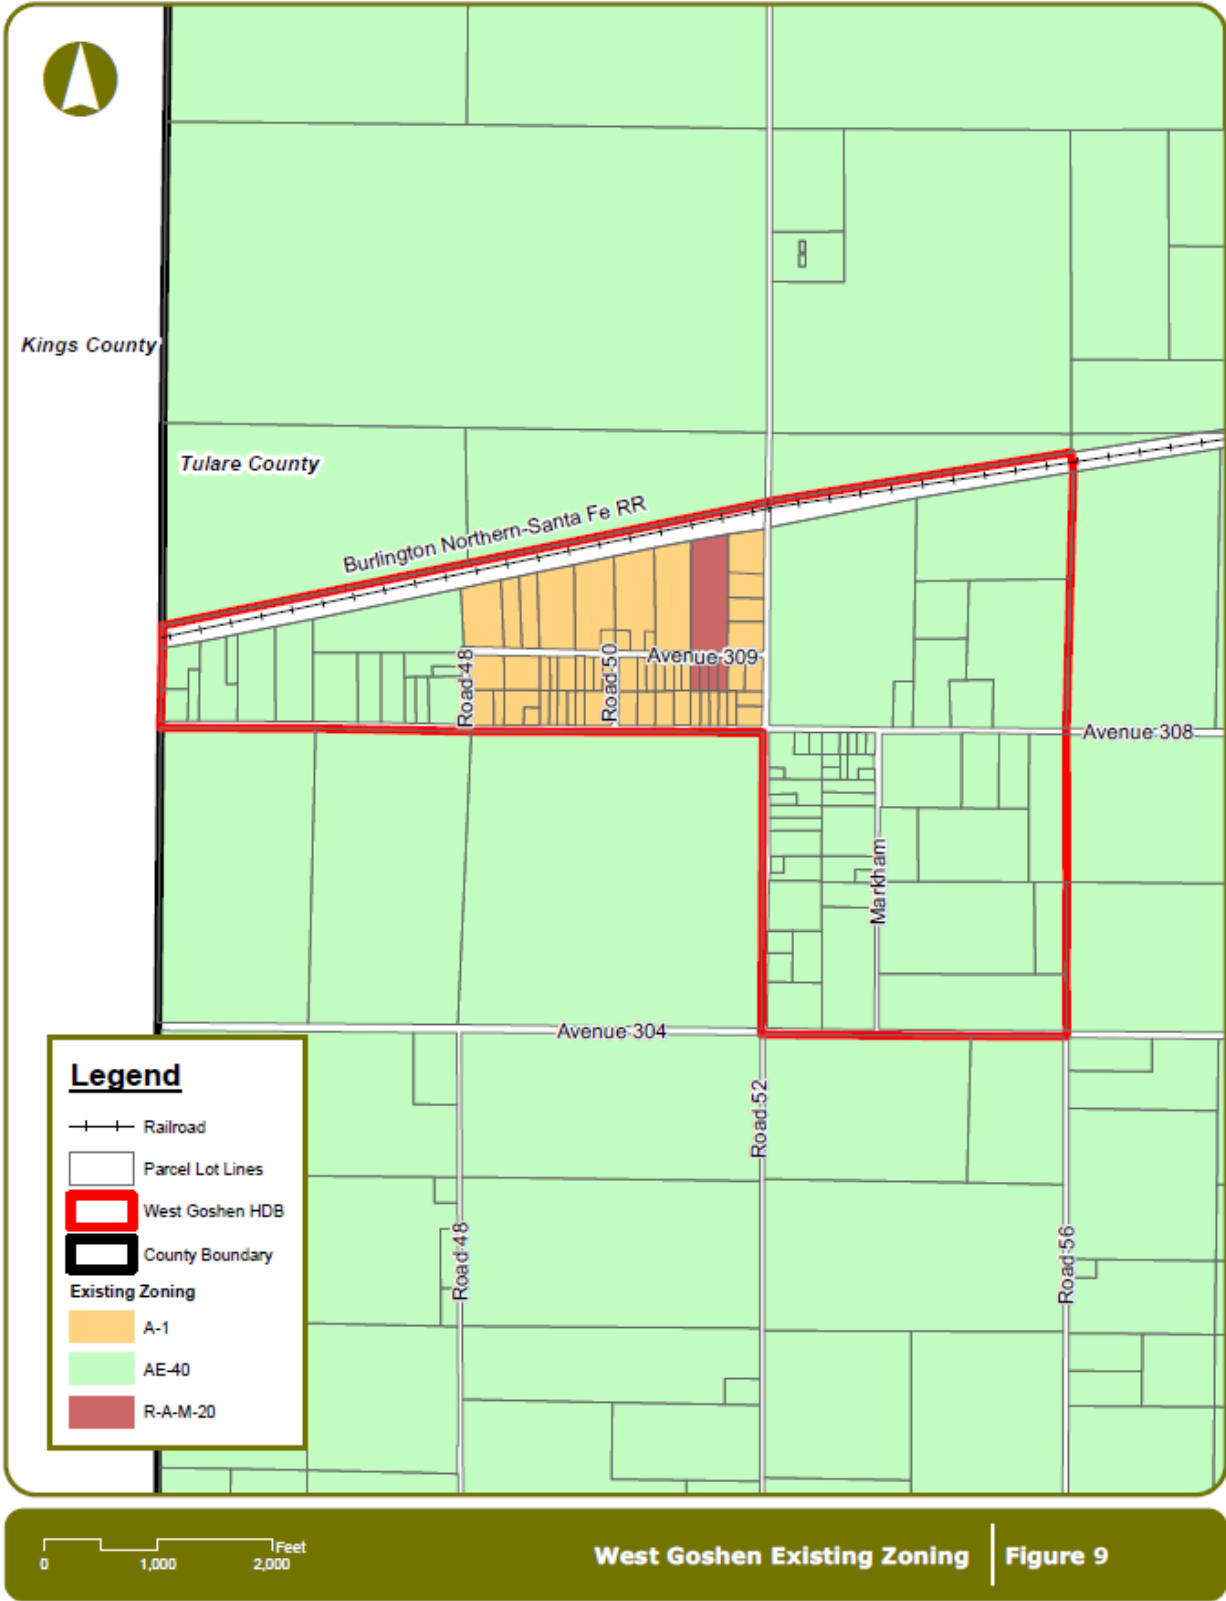 Kings County
Tulare County
Burlington Northern-Santa Fe RR
Avenue 309
Road 48
Road 50
Avenue 308
Markham
Avenue 304
Road 52
Road 48
Road 56
Legend
Railroad
Parcel Lot Lines
West Goshen HDB
County Boundary
Existing Zoning
A-1
AE-40
R-A-M-20
Feet
0 1,000 2,000
West Goshen Existing Zoning Figure 9